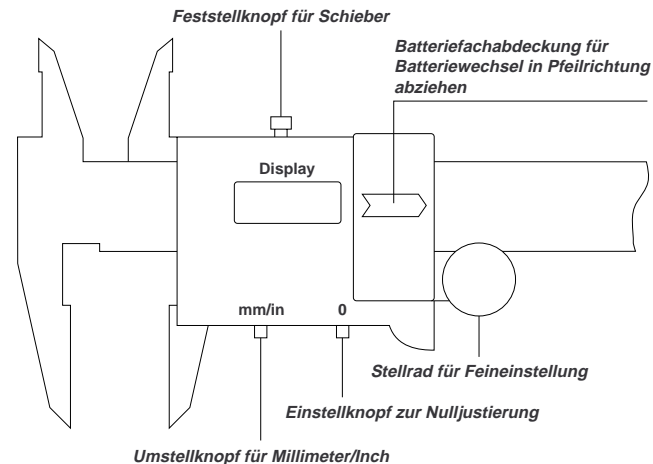 Feststellknopf für Schieber
Batteriefachabdeckung für
Batteriewechsel in Pfeilrichtung
abziehen
Display
mm/in
0
Stellrad für Feineinstellung
Einstellknopf zur Nulljustierung
Umstellknopf für Millimeter/Inch